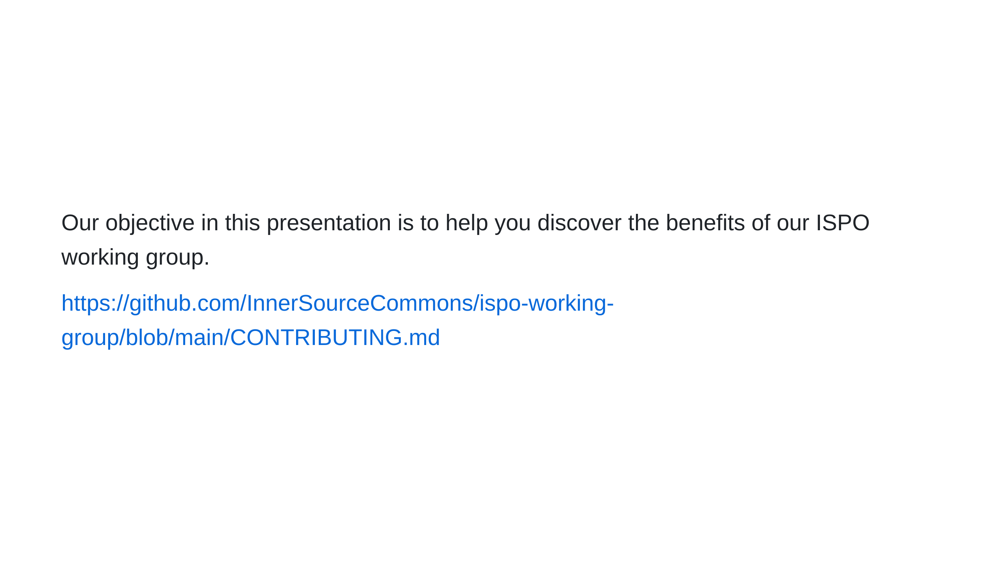 Our objective in this presentation is to help you discover the benefits of our ISPO
working group.
https://github.com/InnerSourceCommons/ispo-working-
group/blob/main/CONTRIBUTING.md